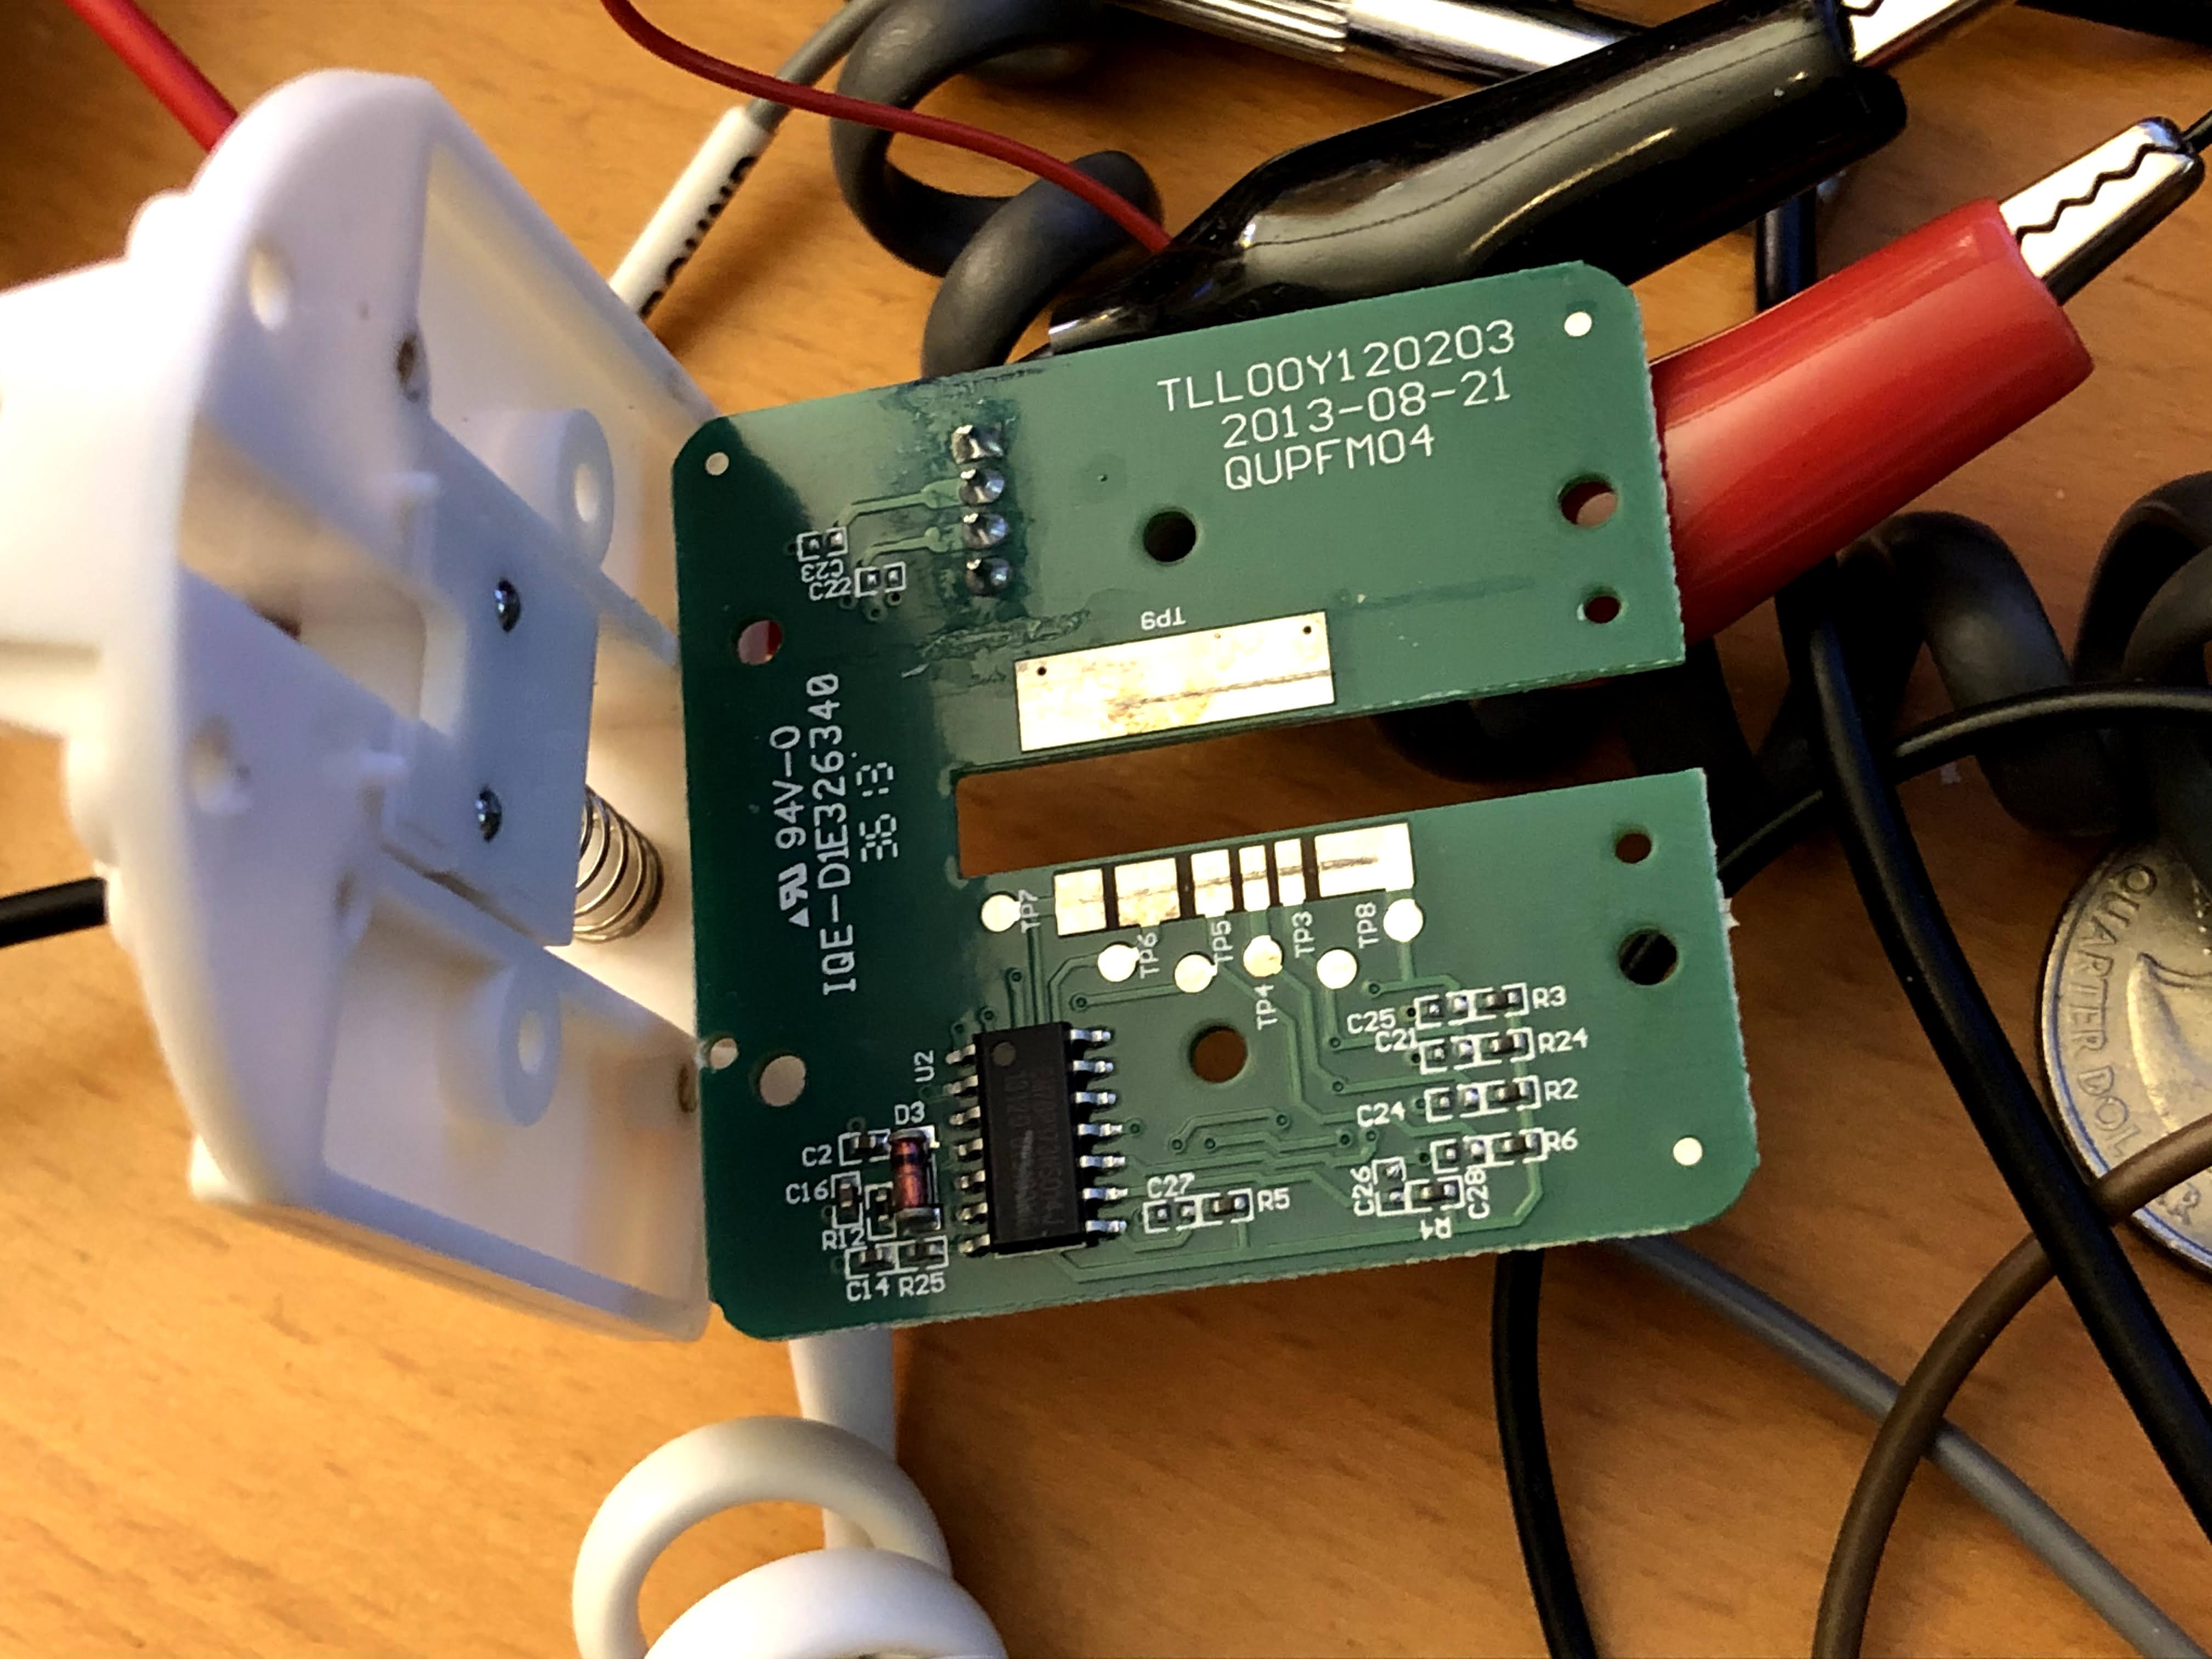 94V-0
IQE-D1E326340
36 13
C16
C2
R12
C14
R25
D3
U2
C23
C22
TP7
TP6
TP5
TP4
TP3
TP8
TP9
TLL00Y120203
2013-08-21
QUPFM04
C27
R5
C26
R4
C28
C24
C21
C25
R6
R2
R24
R3
QUARTER DOL